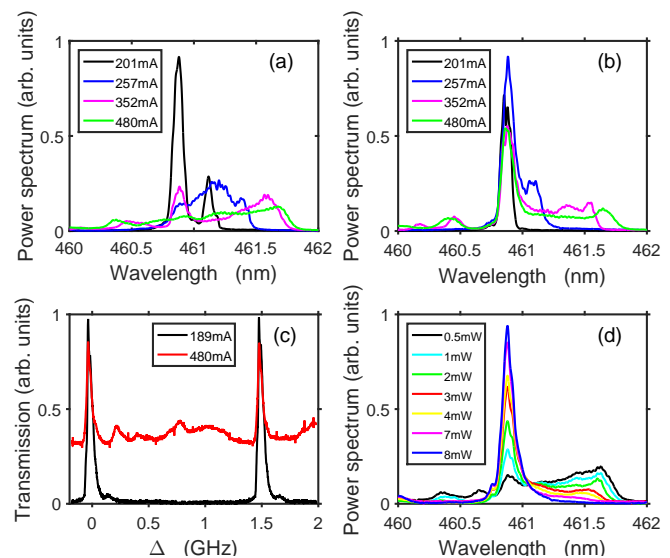 (a)
Power spectrum (arb. units)
1
0.5
0
201mA
257mA
352mA
480mA
460 460.5 461 461.5 462
Wavelength (nm)
(b)
Power spectrum (arb. units)
1
0.5
0
201mA
257mA
352mA
480mA
460 460.5 461 461.5 462
Wavelength (nm)
(c)
Transmission (arb. units)
1
0.5
0
189mA
480mA
0 0.5 1 1.5 2
Δ (GHz)
(d)
Power spectrum (arb. units)
1
0.5
0
0.5mW
1mW
2mW
3mW
4mW
7mW
8mW
460 460.5 461 461.5 462
Wavelength (nm)